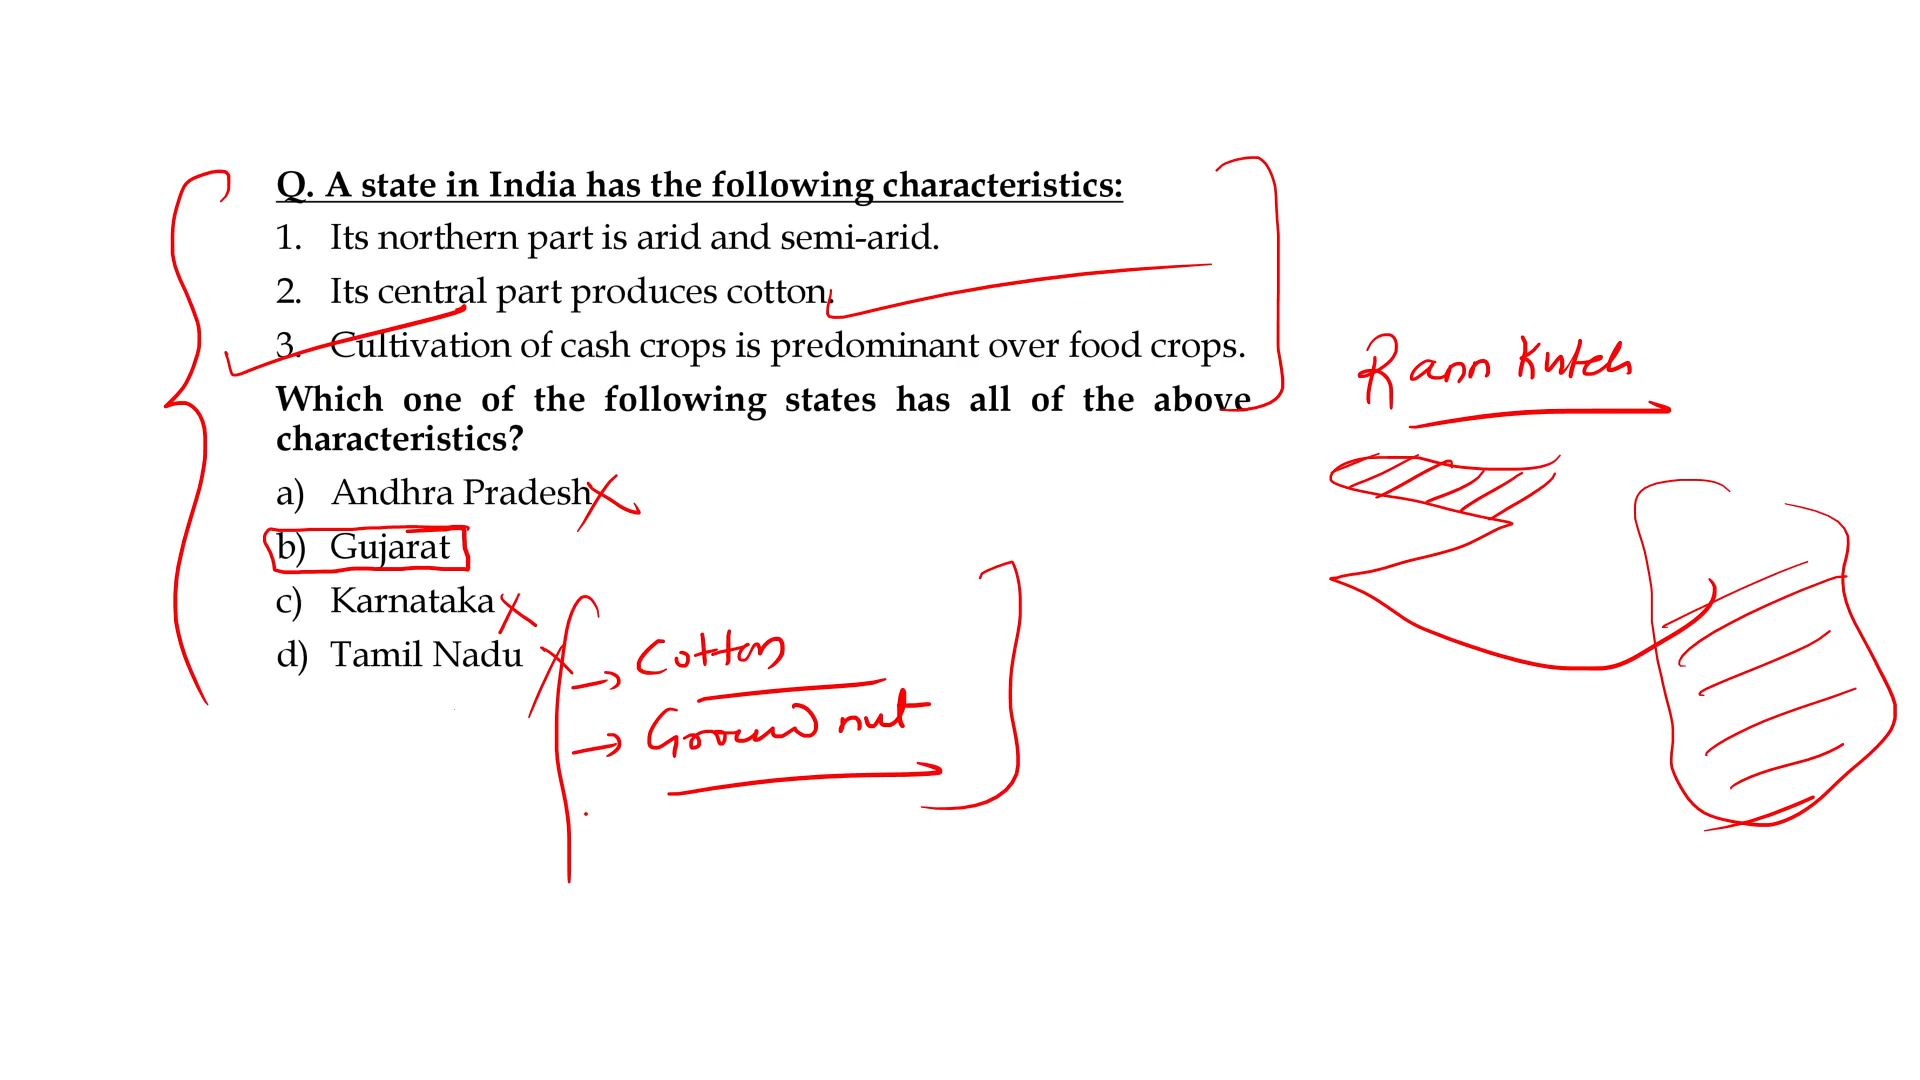 Q. A state in India has the following characteristics:
1. Its northern part is arid and semi-arid.
2. Its central part produces cotton.
3. Cultivation of cash crops is predominant over food crops.
Which one of the following states has all of the above
characteristics?
a) Andhra Pradesh
b) Gujarat
c) Karnataka
d) Tamil Nadu
Rann Kutch
→ Cotton
→ Ground nut